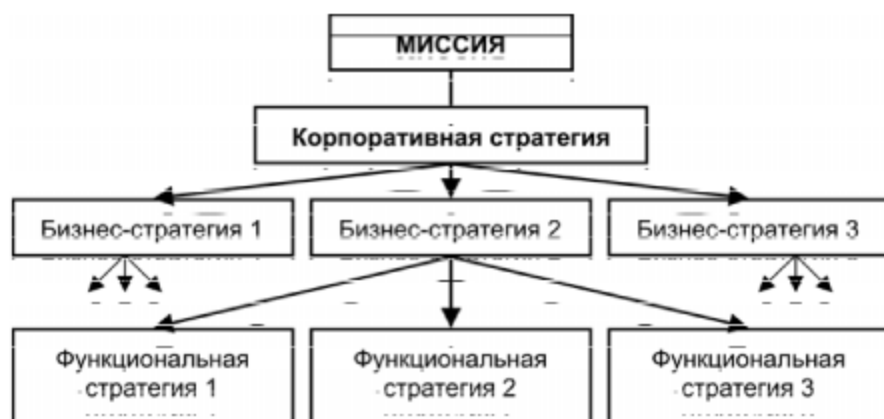 МИССИЯ
Корпоративная стратегия
Бизнес-стратегия 1
Бизнес-стратегия 2
Бизнес-стратегия 3
Функциональная
стратегия 1
Функциональная
стратегия 2
Функциональная
стратегия 3